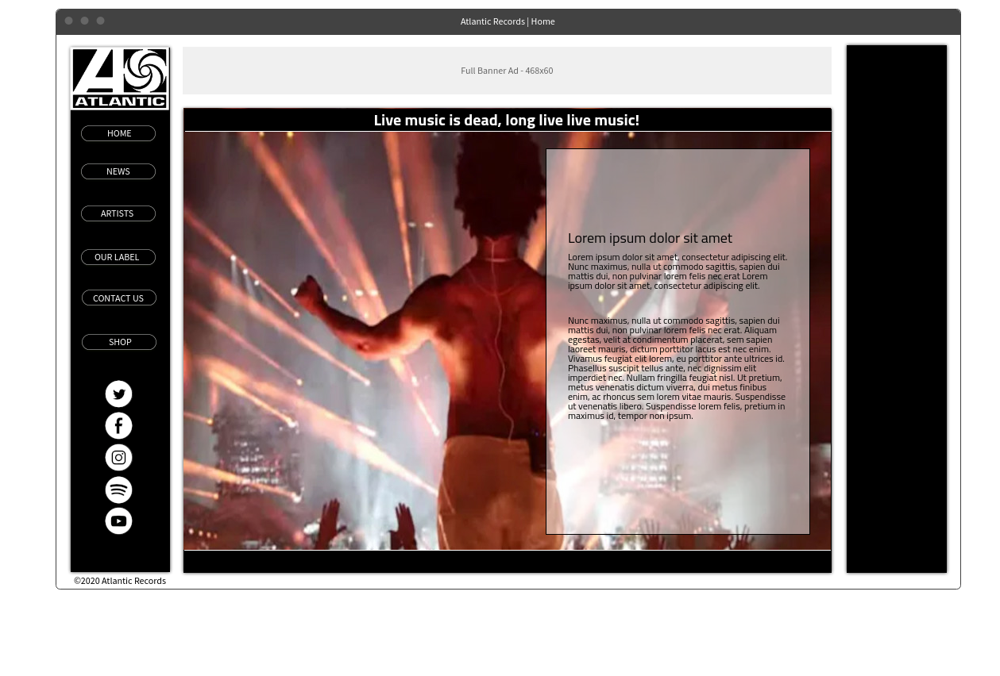 Atlantic Records | Home
ATLANTIC
Full Banner Ad - 468x60
Live music is dead, long live live music!
HOME
NEWS
ARTISTS
OUR LABEL
CONTACT US
SHOP
Lorem ipsum dolor sit amet
Lorem ipsum dolor sit amet, consectetur adipiscing elit.
Nunc maximus, nulla ut commodo sagittis, sapien dui
mattis dui, non pulvinar lorem felis nec erat Lorem
ipsum dolor sit amet, consectetur adipiscing elit.
Nunc maximus, nulla ut commodo sagittis, sapien dui
mattis dui, non pulvinar lorem felis nec erat. Aliquam
egestas, velit at condimentum placerat, sem sapien
laoreet mauris, dictum porttitor lacus est nec enim.
Vivamus feugiat elit lorem, eu porttitor ante ultrices id.
Phasellus suscipit tellus ante, nec dignissim elit
imperdiet nec. Nullam fringilla feugiat nisl. Ut pretium,
metus venenatis dictum viverra, dui metus finibus
enim, ac rhoncus sem lorem vitae mauris. Suspendisse
ut venenatis libero. Suspendisse lorem felis, pretium in
maximus id, tempor non ipsum.
©2020 Atlantic Records